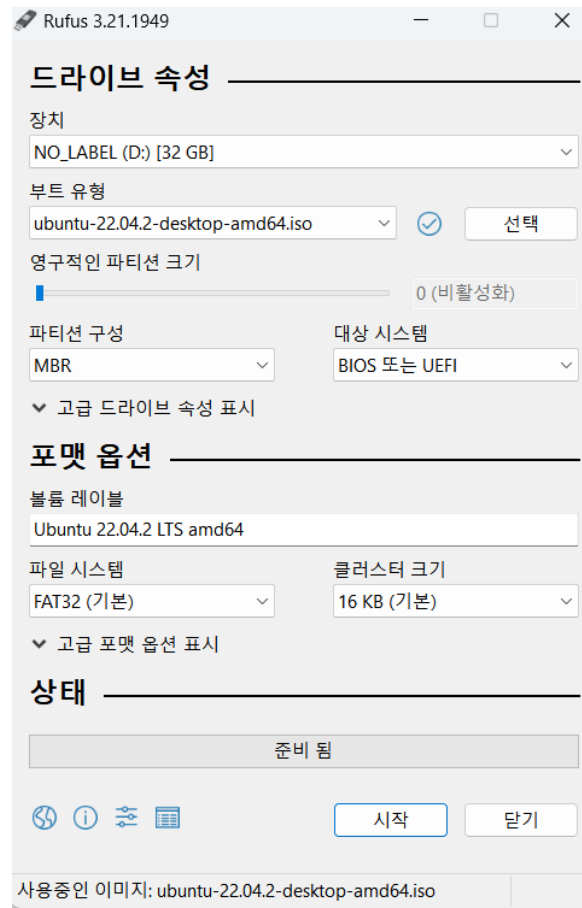 Rufus 3.21.1949
드라이브 속성
장치
NO_LABEL (D:) [32 GB]
부트 유형
ubuntu-22.04.2-desktop-amd64.iso 선택
영구적인 파티션 크기
0 (비활성화)
파티션 구성 대상 시스템
MBR BIOS 또는 UEFI
고급 드라이브 속성 표시
포맷 옵션
볼륨 레이블
Ubuntu 22.04.2 LTS amd64
파일 시스템 클러스터 크기
FAT32 (기본) 16 KB (기본)
고급 포맷 옵션 표시
상태
준비 됨
시작 닫기
사용중인 이미지: ubuntu-22.04.2-desktop-amd64.iso